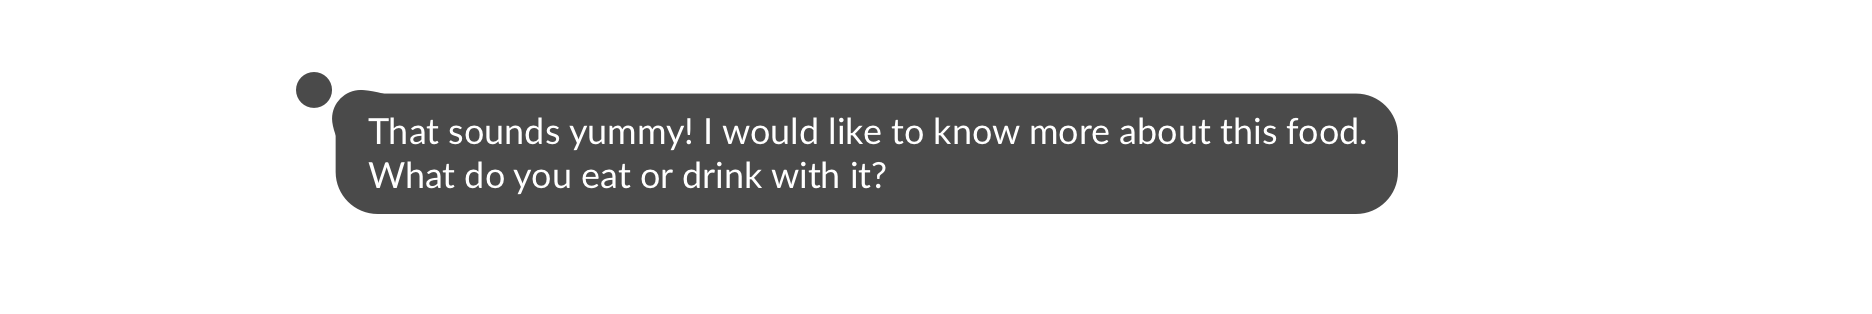 That sounds yummy! I would like to know more about this food.
What do you eat or drink with it?